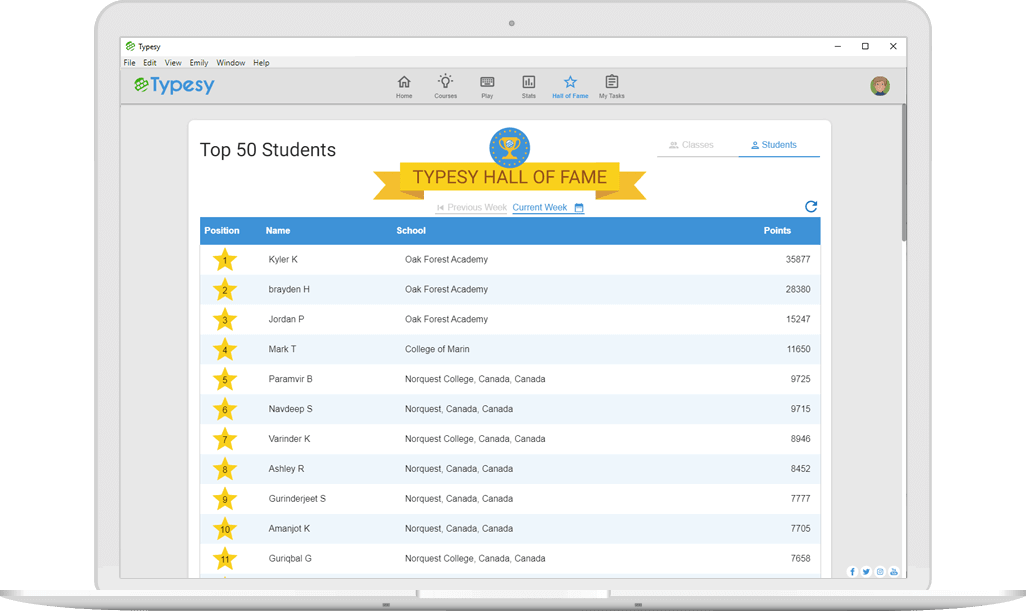 Typesy
File Edit View Emily Window Help
Typesy
Home Courses Play Stats Hall of Fame My Tasks
Top 50 Students
TYPESY HALL OF FAME
Classes Students
Previous Week Current Week
Position Name School Points
1 Kyler K Oak Forest Academy 35877
2 brayden H Oak Forest Academy 28380
3 Jordan P Oak Forest Academy 15247
4 Mark T College of Marin 11650
5 Paramvir B Norquest College, Canada, Canada 9725
6 Navdeep S Norquest, Canada, Canada 9715
7 Varinder K Norquest College, Canada, Canada 8946
8 Ashley R Norquest, Canada, Canada 8452
9 Gurinderjeet S Norquest, Canada, Canada 7777
10 Amanjot K Norquest, Canada, Canada 7705
11 Guriqbal G Norquest College, Canada, Canada 7658